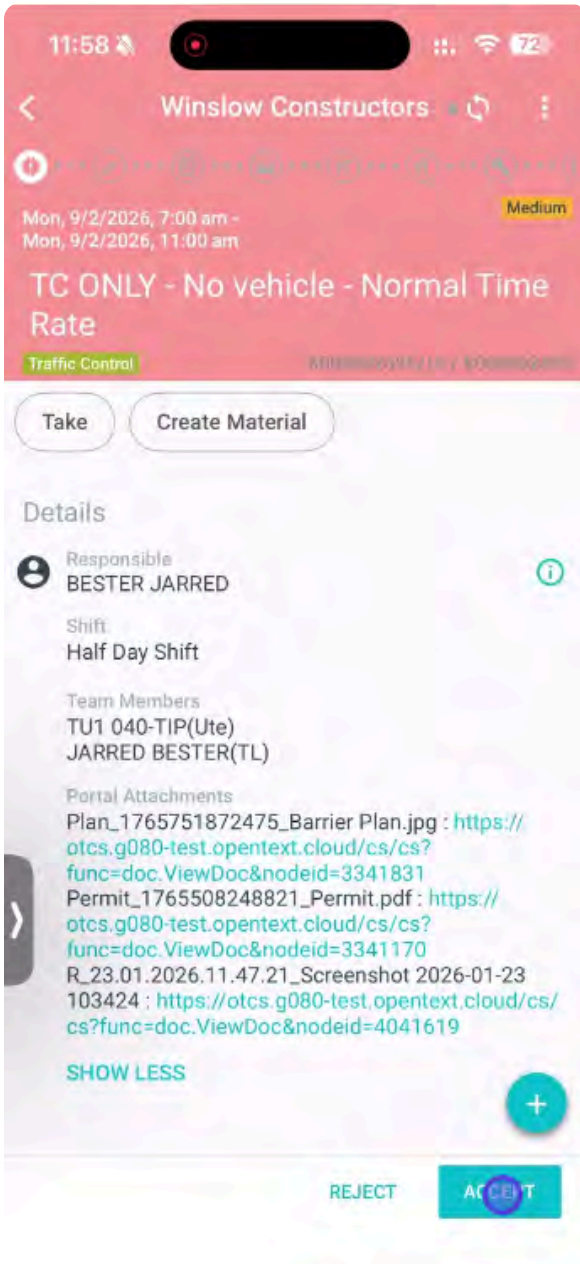 11:58
72
Winslow Constructors
Mon, 9/2/2026, 7:00 am -
Medium
Mon, 9/2/2026, 11:00 am
TC ONLY - No vehicle - Normal Time
Rate
Traffic Control
Take
Create Material
Details
Responsible
BESTER JARRED
Shift
Half Day Shift
Team Members
TU1 040-TIP(Ute)
JARRED BESTER(TL)
Portal Attachments
Plan_1765751872475_Barrier Plan.jpg : https://
otcs.g080-test.opentext.cloud/cs/cs?
func=doc.ViewDoc&nodeid=3341831
Permit_1765508248821_Permit.pdf : https://
otcs.g080-test.opentext.cloud/cs/cs?
func=doc.ViewDoc&nodeid=3341170
R_23.01.2026.11.47.21_Screenshot 2026-01-23
103424 : https://otcs.g080-test.opentext.cloud/cs/
cs?func=doc.ViewDoc&nodeid=4041619
SHOW LESS
REJECT
ACCEPT